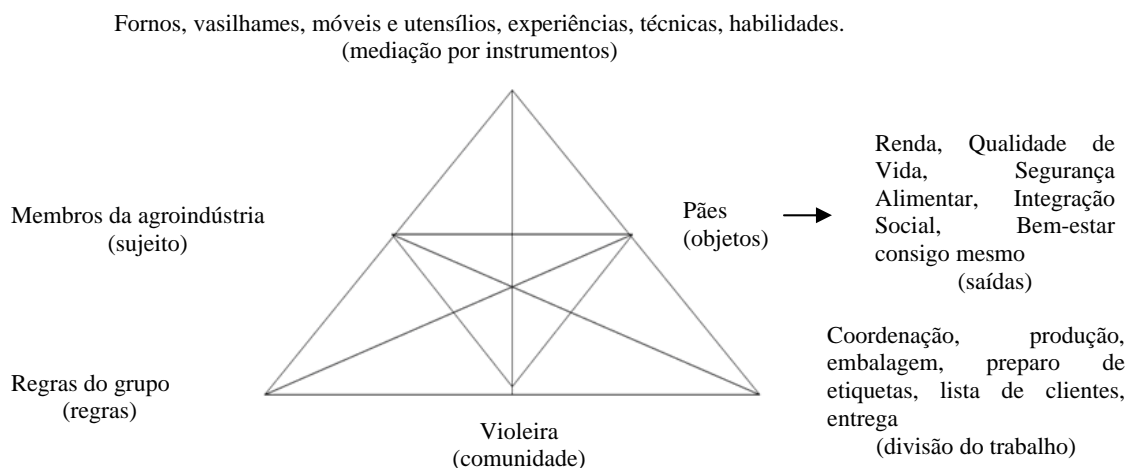 Fornos, vasilhames, móveis e utensílios, experiências, técnicas, habilidades.
(mediação por instrumentos)
Membros da agroindústria
(sujeito)
Pães
(objetos)
Renda, Qualidade de
Vida, Segurança
Alimentar, Integração
Social, Bem-estar
consigo mesmo
(saídas)
Regras do grupo
(regras)
Violeira
(comunidade)
Coordenação, produção,
embalagem, preparo de
etiquetas, lista de clientes,
entrega
(divisão do trabalho)